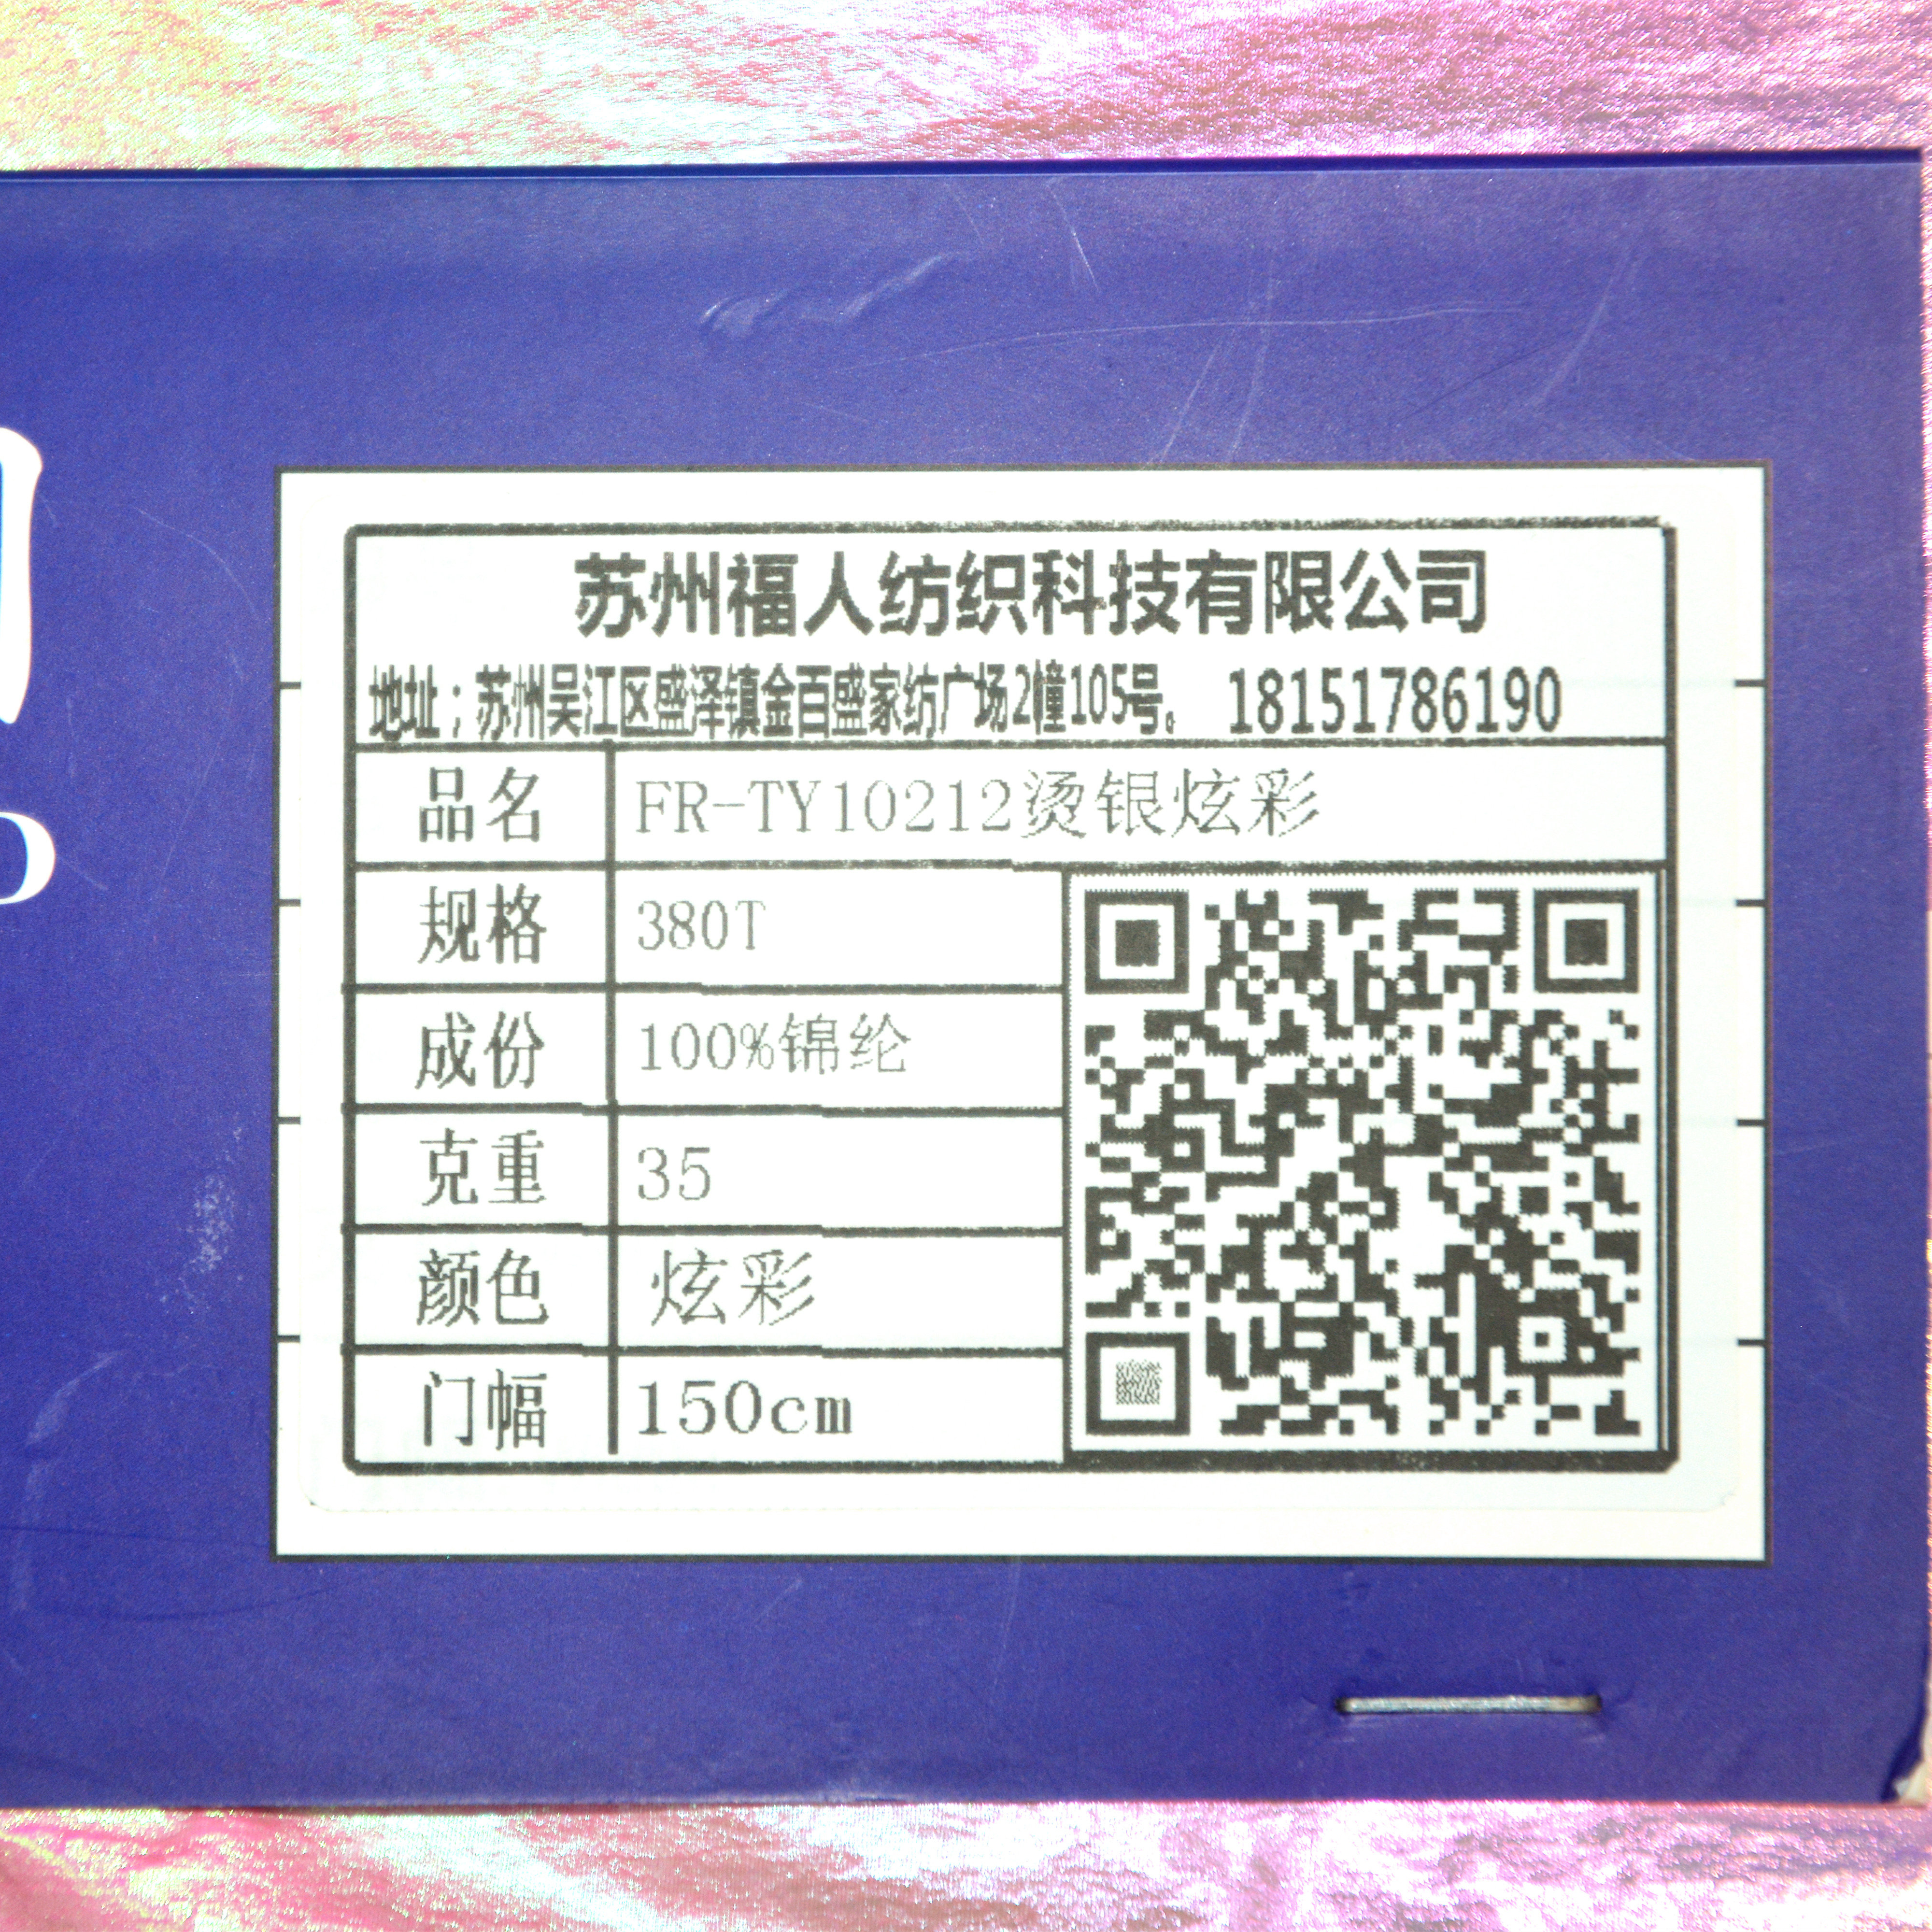 苏州福人纺织科技有限公司
地址：苏州吴江区盛泽镇金百盛家纺广场2幢105号。 18151786190
品名 FR-TY10212烫银炫彩
规格 380T
成份 100%锦纶
克重 35
颜色 炫彩
门幅 150cm